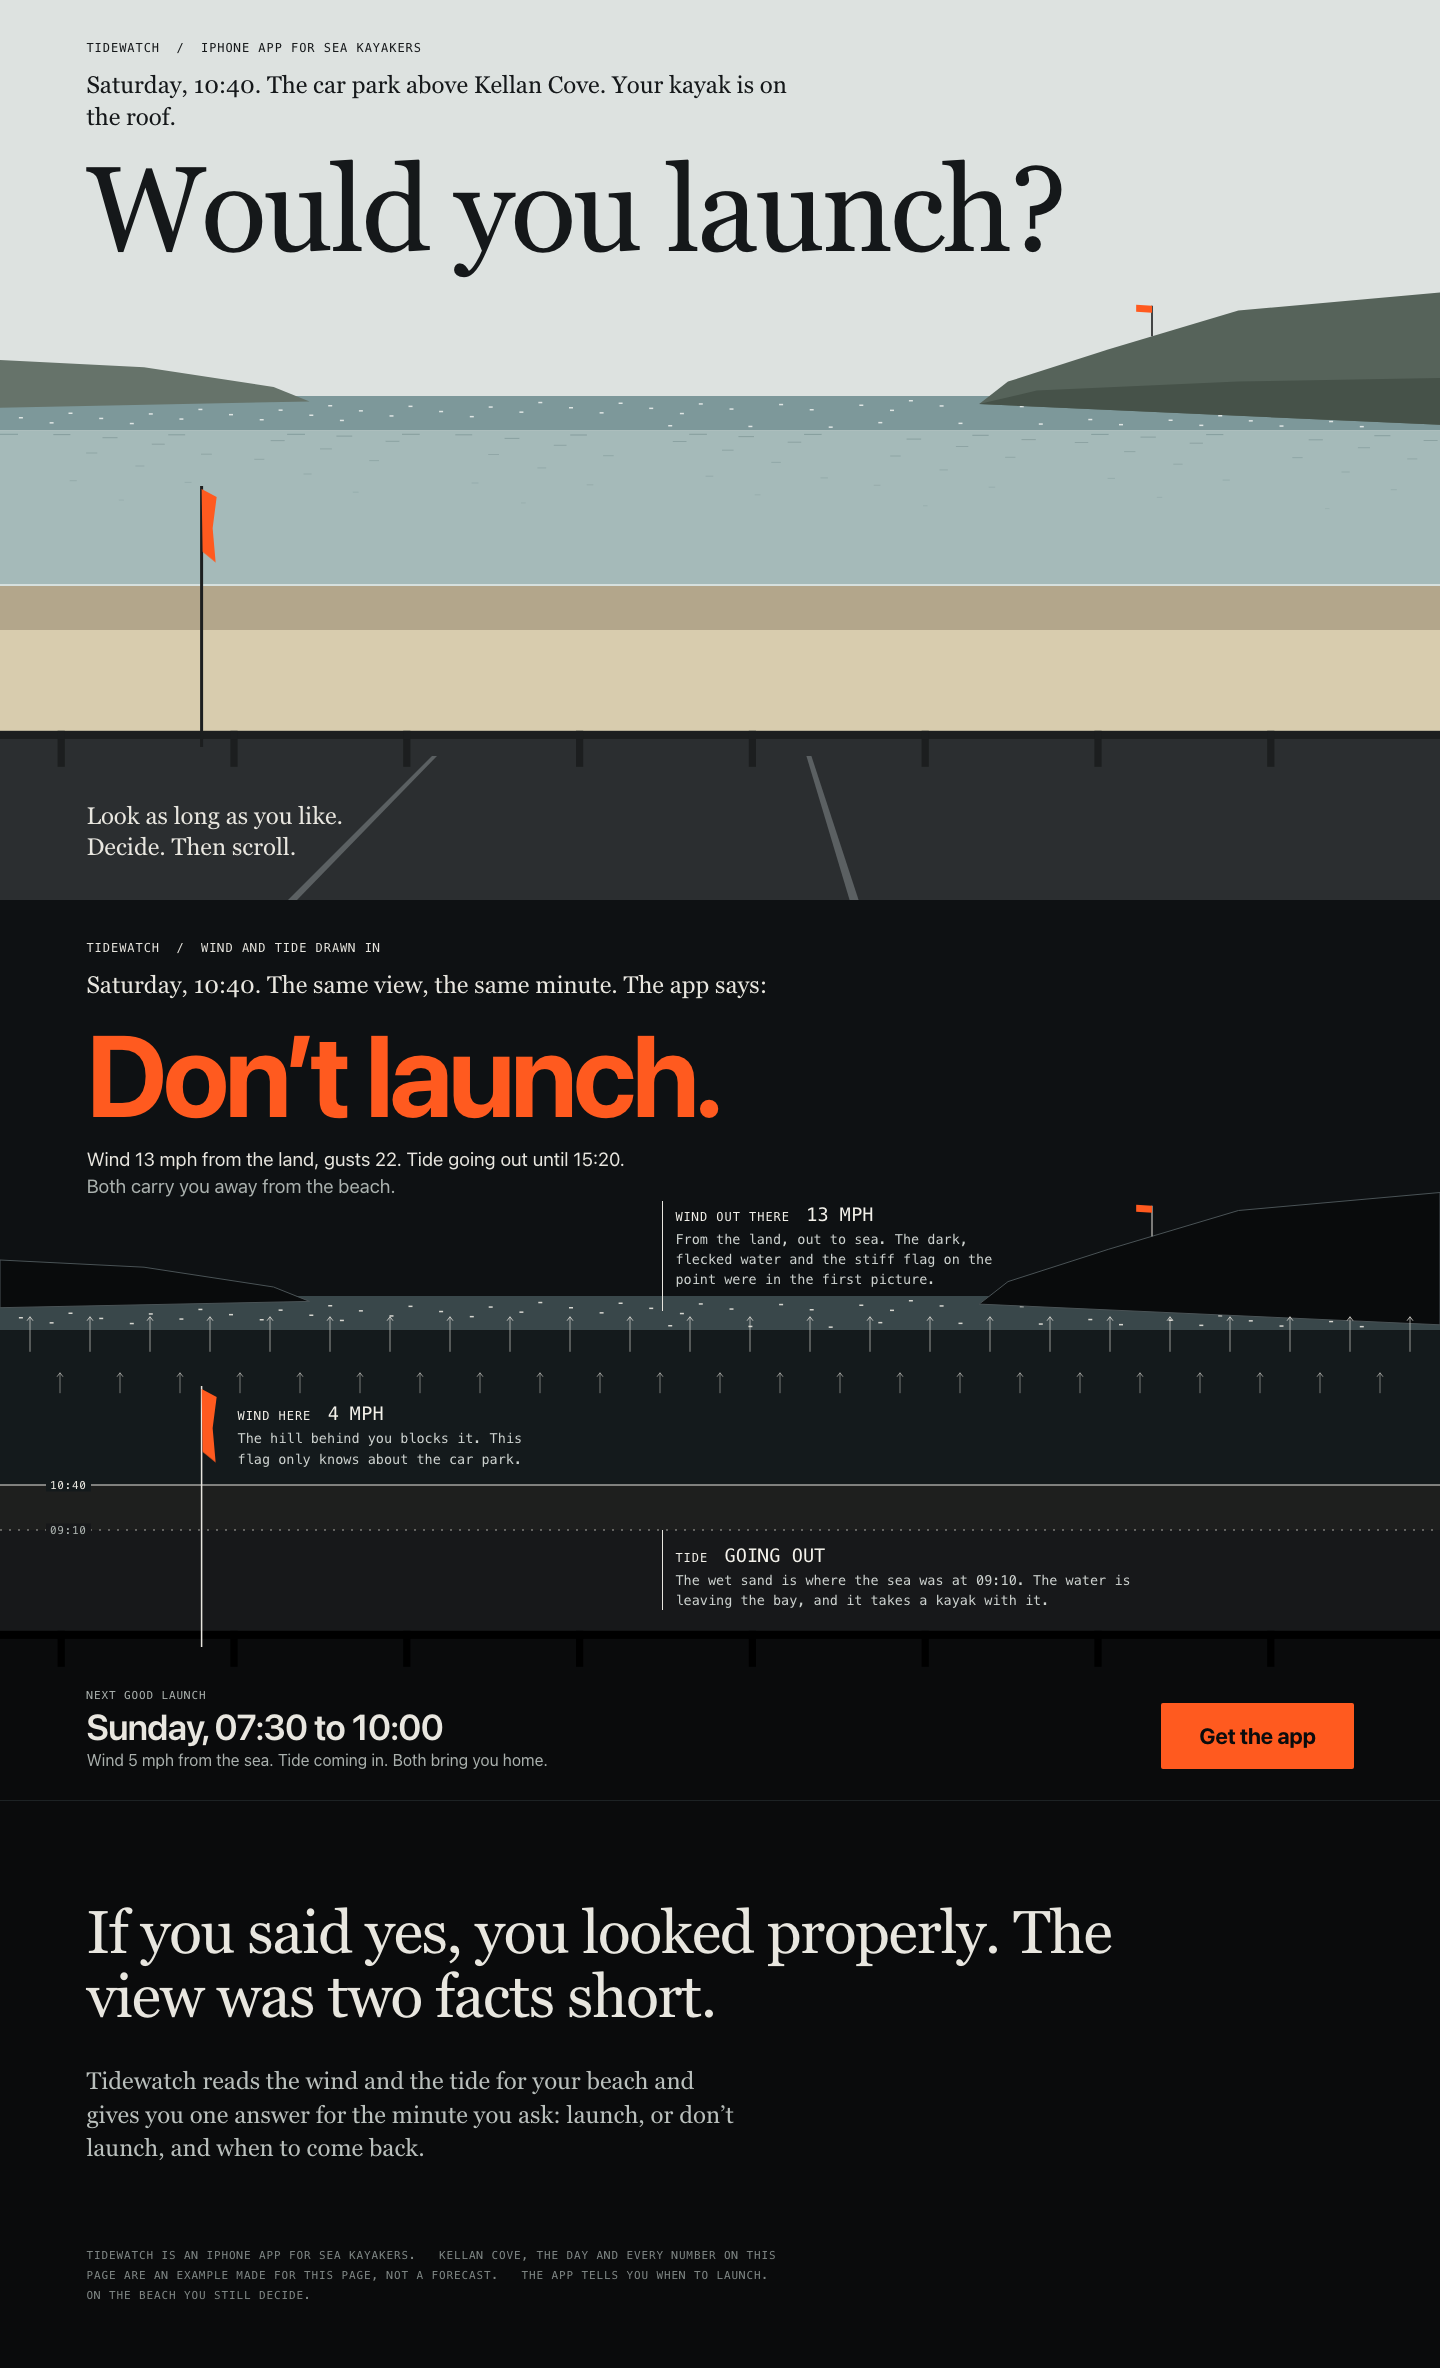 TIDEWATCH / IPHONE APP FOR SEA KAYAKERS
Saturday, 10:40. The car park above Kellan Cove. Your kayak is on
the roof.
Would you launch?
Look as long as you like.
Decide. Then scroll.
TIDEWATCH / WIND AND TIDE DRAWN IN
Saturday, 10:40. The same view, the same minute. The app says:
Don’t launch.
Wind 13 mph from the land, gusts 22. Tide going out until 15:20.
Both carry you away from the beach.
WIND OUT THERE 13 MPH
From the land, out to sea. The dark,
flecked water and the stiff flag on the
point were in the first picture.
WIND HERE 4 MPH
The hill behind you blocks it. This
flag only knows about the car park.
10:40
09:10
TIDE GOING OUT
The wet sand is where the sea was at 09:10. The water is
leaving the bay, and it takes a kayak with it.
NEXT GOOD LAUNCH
Sunday, 07:30 to 10:00
Wind 5 mph from the sea. Tide coming in. Both bring you home.
Get the app
If you said yes, you looked properly. The
view was two facts short.
Tidewatch reads the wind and the tide for your beach and
gives you one answer for the minute you ask: launch, or don’t
launch, and when to come back.
TIDEWATCH IS AN IPHONE APP FOR SEA KAYAKERS. KELLAN COVE, THE DAY AND EVERY NUMBER ON THIS
PAGE ARE AN EXAMPLE MADE FOR THIS PAGE, NOT A FORECAST. THE APP TELLS YOU WHEN TO LAUNCH.
ON THE BEACH YOU STILL DECIDE.